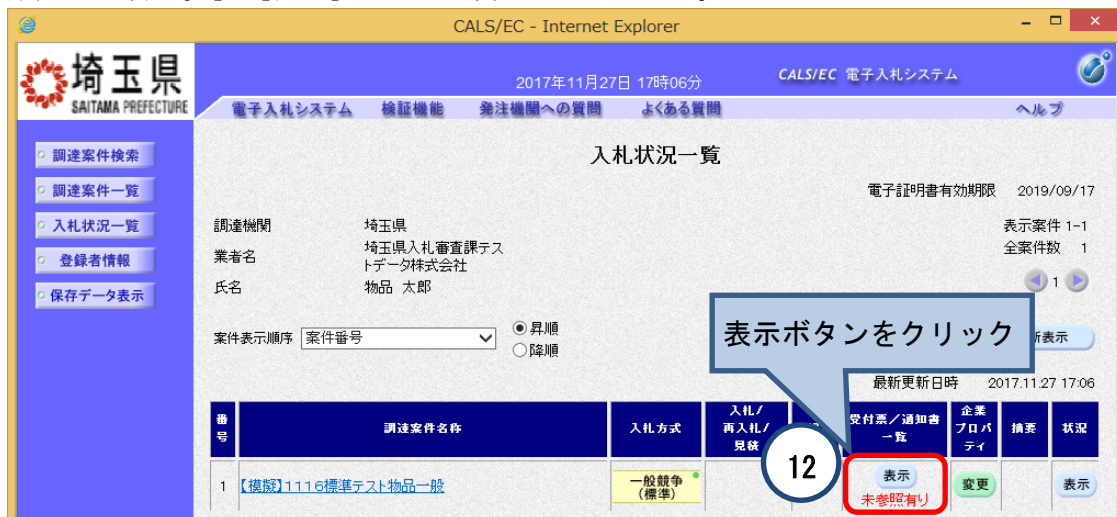 CALS/EC - Internet Explorer
埼玉県
SAITAMA PREFECTURE
2017年11月27日 17時06分
CALS/EC 電子入札システム
電子入札システム 検証機能 発注機関への質問 よくある質問 ヘルプ
調達案件検索
調達案件一覧
入札状況一覧
登録者情報
保存データ表示
入札状況一覧
電子証明書有効期限 2019/09/17
調達機関 埼玉県
業者名 埼玉県入札審査課テス
トデータ株式会社
氏名 物品 太郎
表示案件 1-1
全案件数 1
1
案件表示順序 案件番号
昇順
降順
表示ボタンをクリック
表示
最新更新日時 2017.11.27 17:06
番号 調達案件名称 入札方式 入札/再入札/見積 受付票/通知書一覧 企業プロパティ 摘要 状況
12
1 【模擬】1116標準テスト物品一般 一般競争(標準) 表示 変更 表示
未参照有り